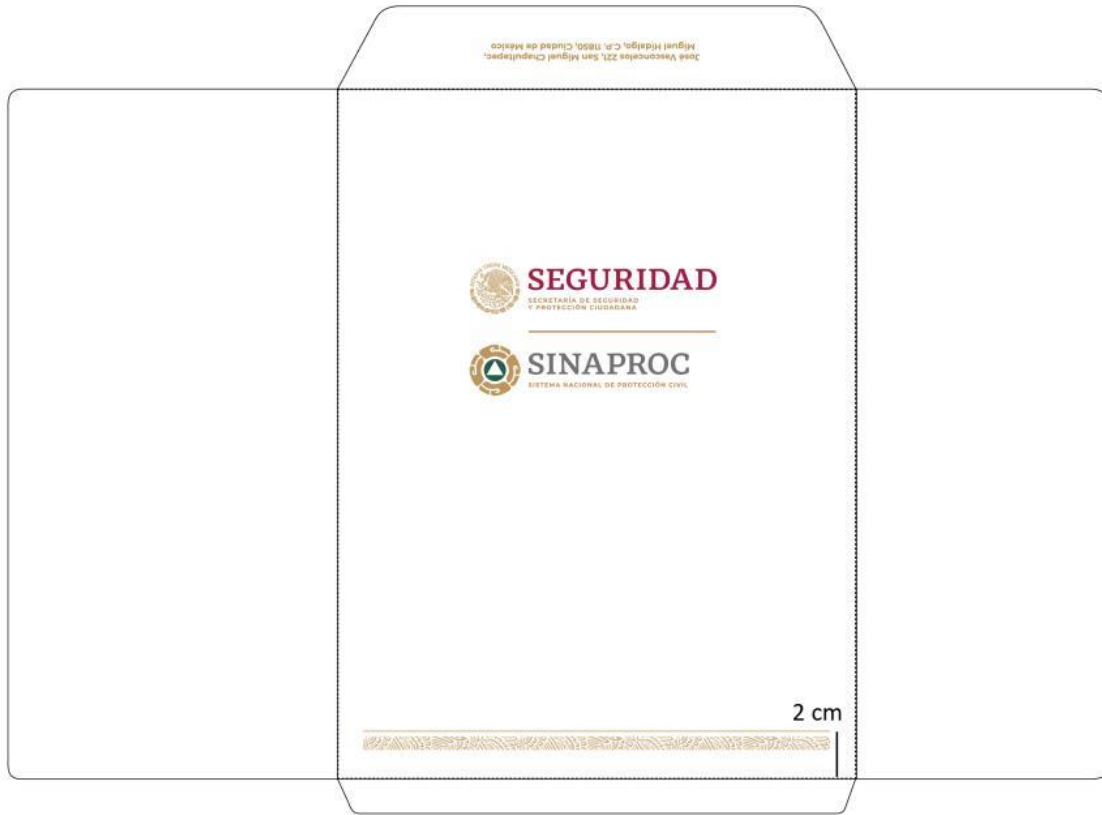 José Vasconcelos 221, San Miguel Chapultepec,
Miguel Hidalgo, C.P. 11850, Ciudad de México
SEGURIDAD
SECRETARÍA DE SEGURIDAD
Y PROTECCIÓN CIUDADANA
SINAPROC
SISTEMA NACIONAL DE PROTECCIÓN CIVIL
2 cm